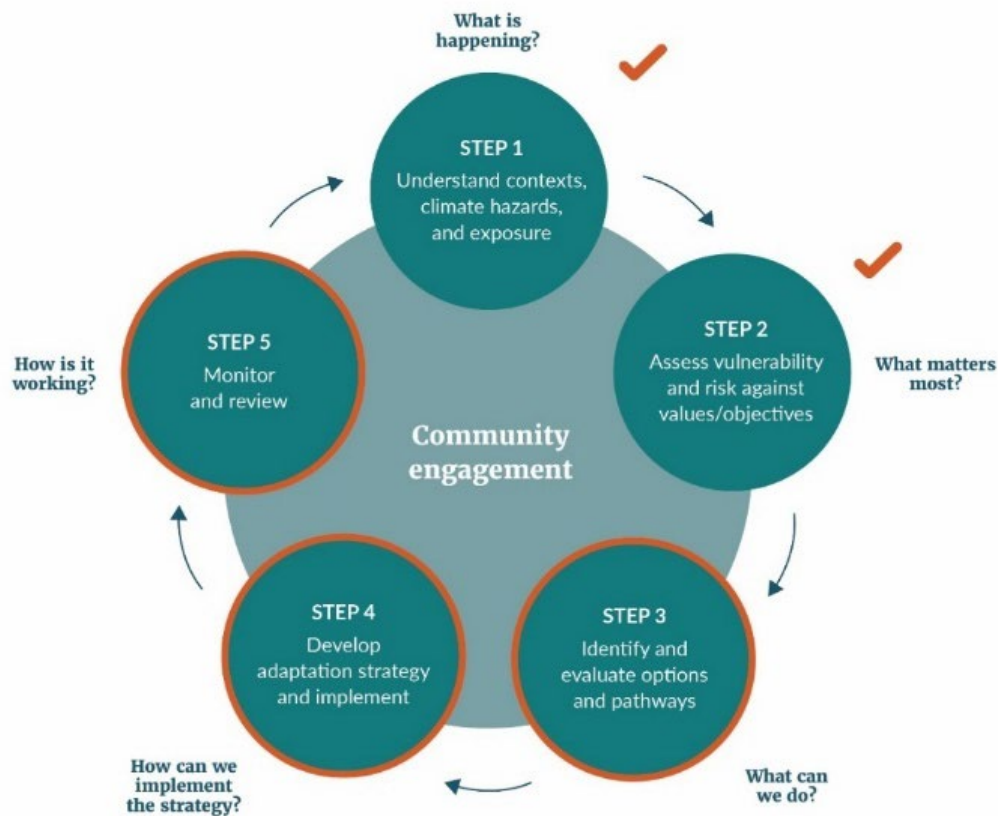 What is
happening?
STEP 1
Understand contexts,
climate hazards,
and exposure
STEP 2
Assess vulnerability
and risk against
values/objectives
What matters
most?
STEP 3
Identify and
evaluate options
and pathways
What can
we do?
STEP 4
Develop
adaptation strategy
and implement
How can we
implement
the strategy?
STEP 5
Monitor
and review
How is it
working?
Community
engagement